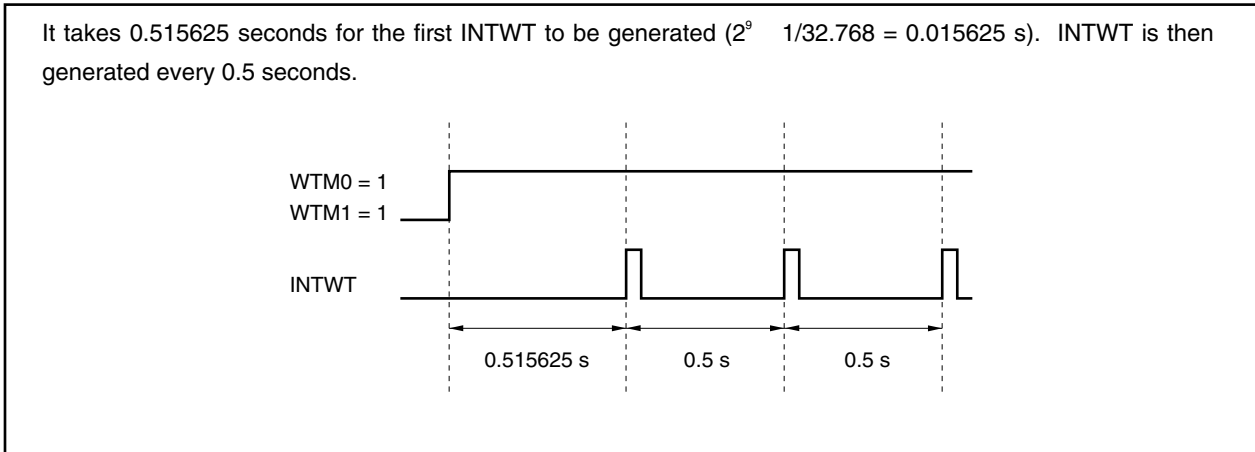 It takes 0.515625 seconds for the first INTWT to be generated (2⁹ 1/32.768 = 0.015625 s). INTWT is then
generated every 0.5 seconds.
WTM0 = 1
WTM1 = 1
INTWT
0.515625 s 0.5 s 0.5 s